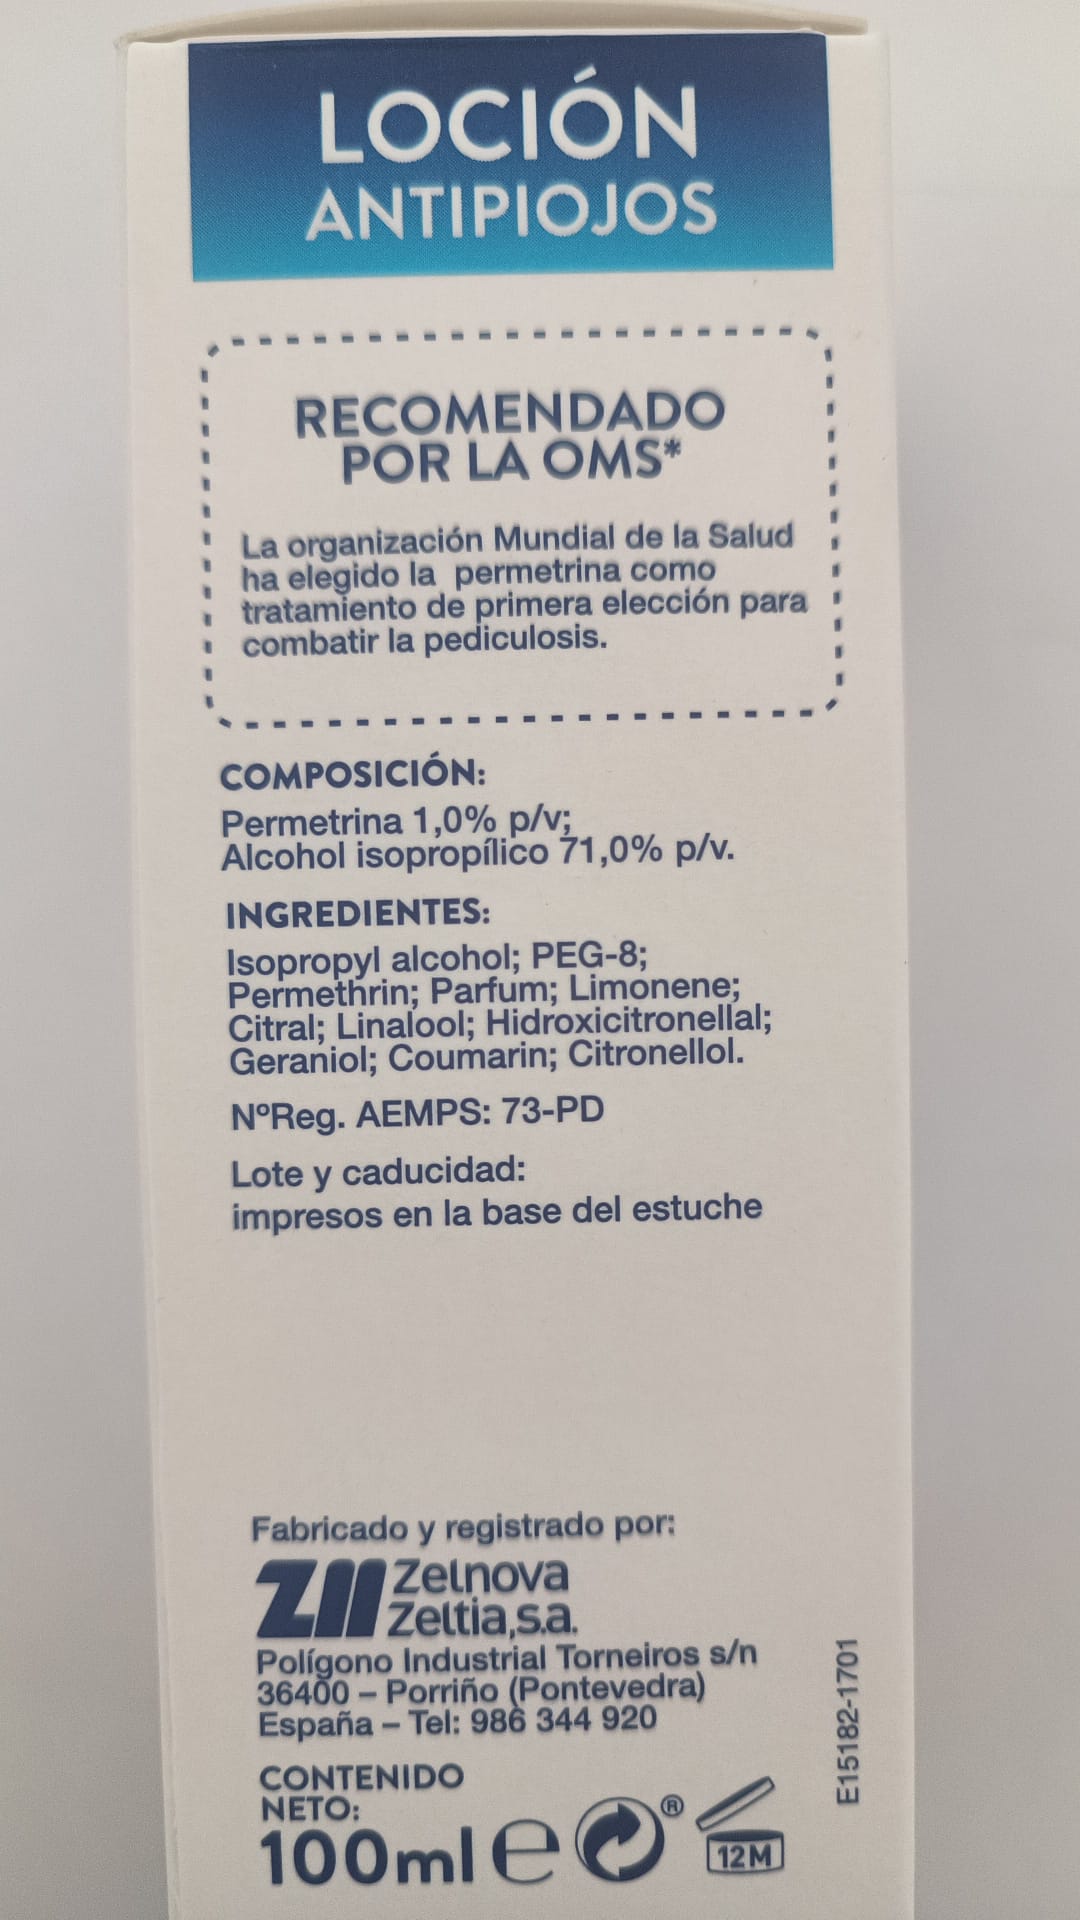 LOCIÓN
ANTIPIOJOS
RECOMENDADO
POR LA OMS*
La organización Mundial de la Salud
ha elegido la permetrina como
tratamiento de primera elección para
combatir la pediculosis.
COMPOSICIÓN:
Permetrina 1,0% p/v;
Alcohol isopropílico 71,0% p/v.
INGREDIENTES:
Isopropyl alcohol; PEG-8;
Permethrin; Parfum; Limonene;
Citral; Linalool; Hidroxicitronellal;
Geraniol; Coumarin; Citronellol.
NºReg. AEMPS: 73-PD
Lote y caducidad:
impresos en la base del estuche
Fabricado y registrado por:
Zelnova
Zeltia,s.a.
Polígono Industrial Torneiros s/n
36400 – Porriño (Pontevedra)
España – Tel: 986 344 920
CONTENIDO
NETO:
100ml e ®
12M
E15182-1701